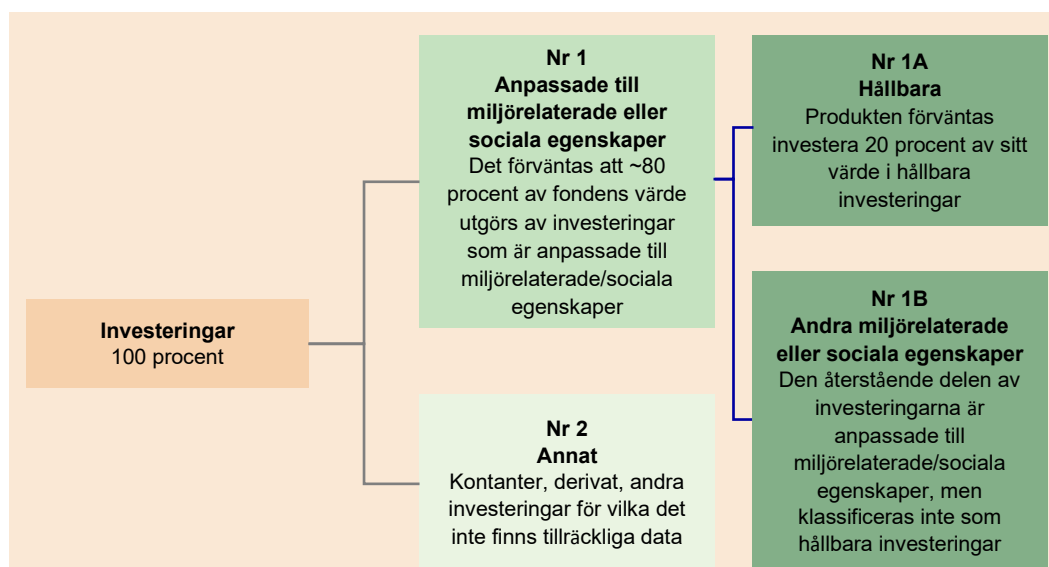 Investeringar
100 procent
Nr 1
Anpassade till
miljörelaterade eller
sociala egenskaper
Det förväntas att ~80
procent av fondens värde
utgörs av investeringar
som är anpassade till
miljörelaterade/sociala
egenskaper
Nr 2
Annat
Kontanter, derivat, andra
investeringar för vilka det
inte finns tillräckliga data
Nr 1A
Hållbara
Produkten förväntas
investera 20 procent av sitt
värde i hållbara
investeringar
Nr 1B
Andra miljörelaterade
eller sociala egenskaper
Den återstående delen av
investeringarna är
anpassade till
miljörelaterade/sociala
egenskaper, men
klassificeras inte som
hållbara investeringar